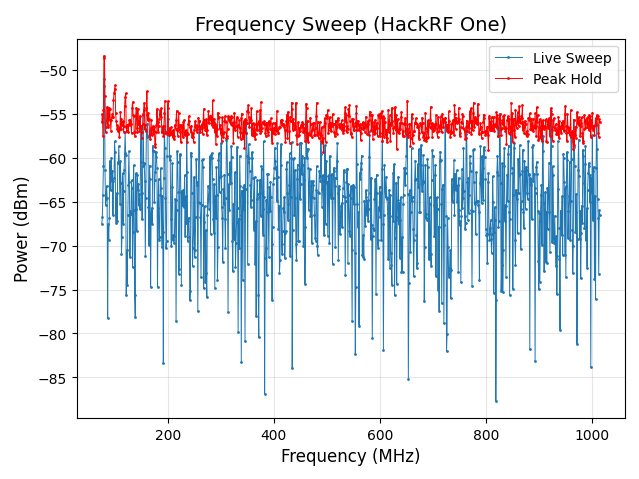 Frequency Sweep (HackRF One)
Live Sweep
Peak Hold
−50
−55
−60
−65
−70
−75
−80
−85
Power (dBm)
200
400
600
800
1000
Frequency (MHz)